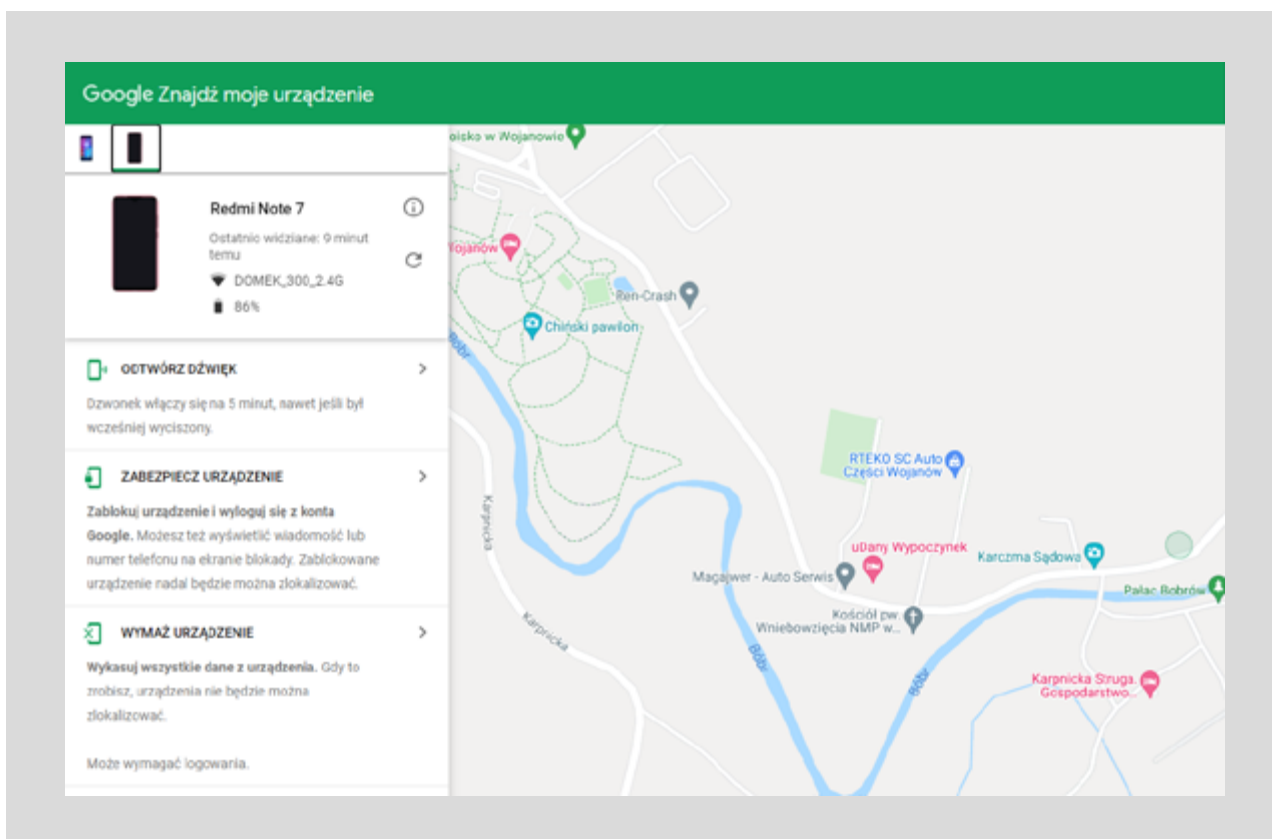 Google Znajdź moje urządzenie
Redmi Note 7
Ostatnio widziane: 9 minut
temu
DOMEK_300_2.4G
86%
ODTWÓRZ DŹWIĘK
Dzwonek włączy się na 5 minut, nawet jeśli był
wcześniej wyciszony.
ZABEZPIECZ URZĄDZENIE
Zablokuj urządzenie i wyloguj się z konta
Google. Możesz też wyświetlić wiadomość lub
numer telefonu na ekranie blokady. Zablokowane
urządzenie nadal będzie można zlokalizować.
WYMAŻ URZĄDZENIE
Wykasuj wszystkie dane z urządzenia. Gdy to
zrobisz, urządzenia nie będzie można
zlokalizować.
Może wymagać logowania.
oisko w Wojanowie
Wojanów
Ren-Crash
Chiński pawilon
Bóbr
Karpnicka
RTEKO SC Auto
Części Wojanów
uDany Wypoczynek
Karczma Sądowa
Magajwer - Auto Serwis
Pałac Bobrów
Kościół pw.
Wniebowzięcia NMP w...
Karpnicka
Bóbr
Bóbr
Karpnicka Struga.
Gospodarstwo...